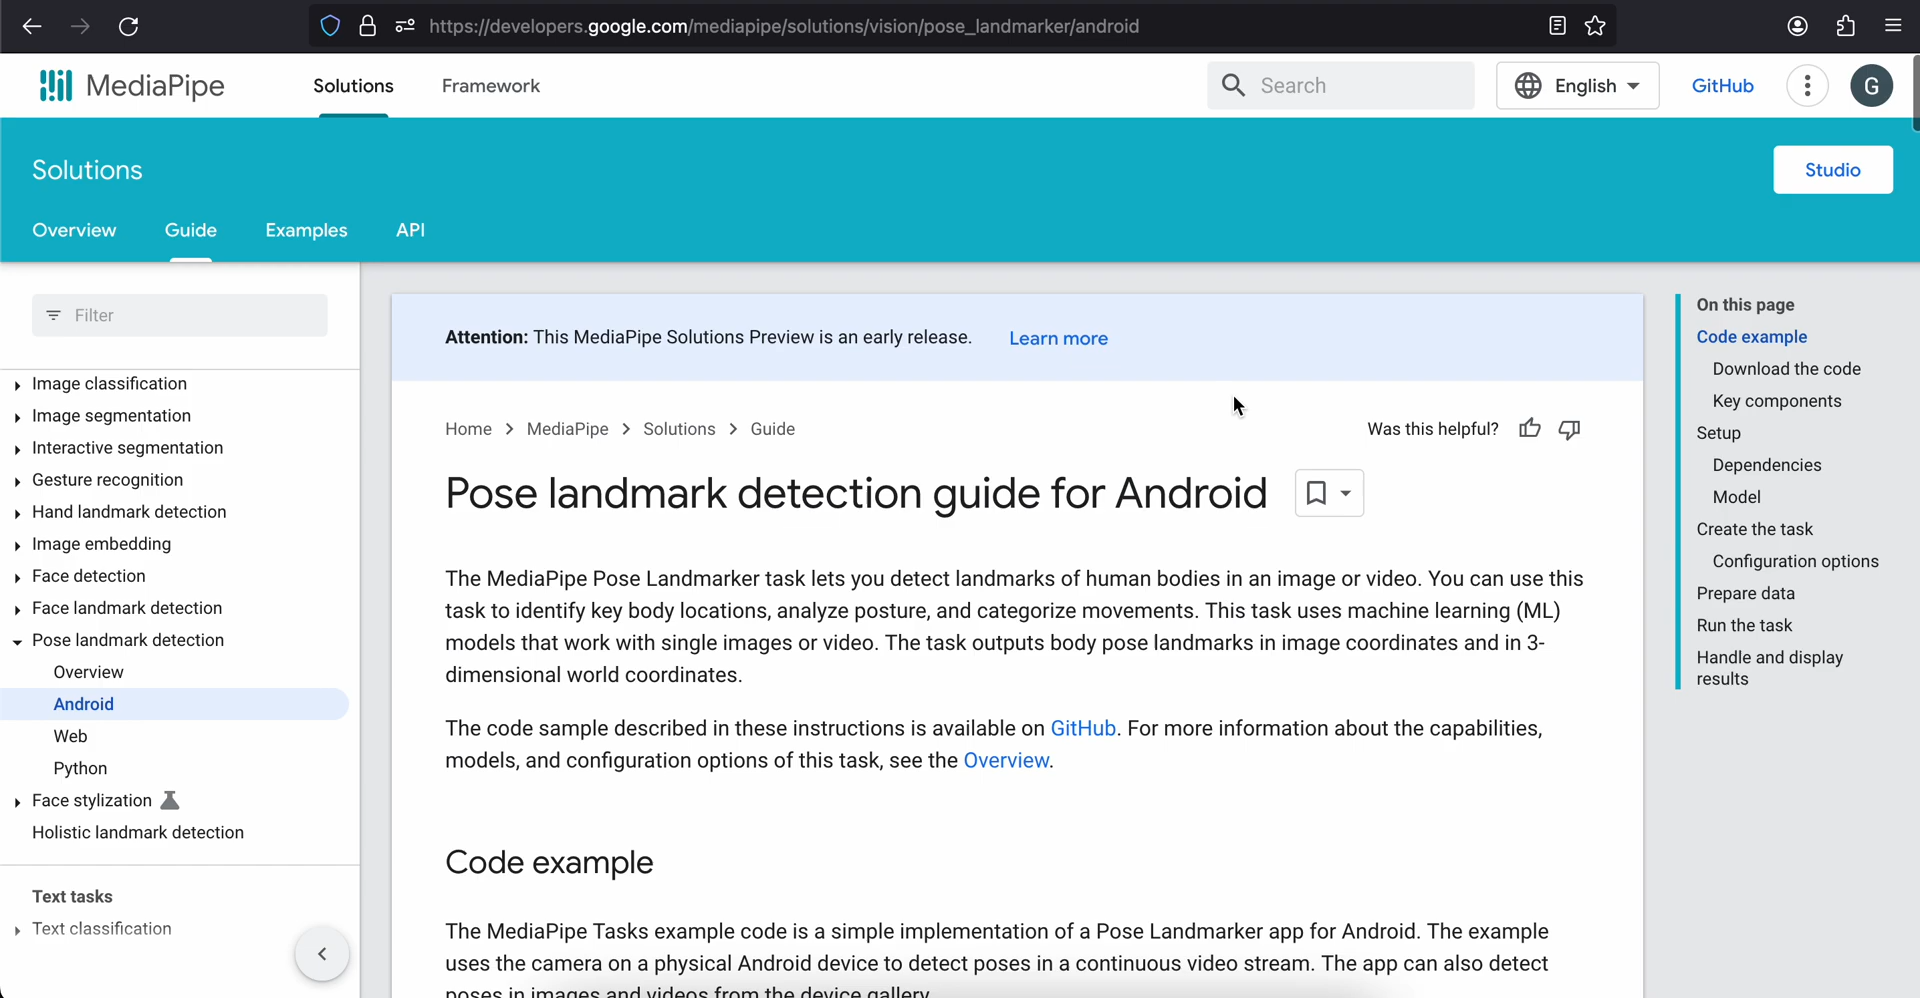 https://developers.google.com/mediapipe/solutions/vision/pose_landmarker/android
MediaPipe
Solutions
Framework
Search
English
GitHub
G
Solutions
Studio
Overview
Guide
Examples
API
Filter
Image classification
Image segmentation
Interactive segmentation
Gesture recognition
Hand landmark detection
Image embedding
Face detection
Face landmark detection
Pose landmark detection
Overview
Android
Web
Python
Face stylization
Holistic landmark detection
Text tasks
Text classification
Attention: This MediaPipe Solutions Preview is an early release. Learn more
Home > MediaPipe > Solutions > Guide
Was this helpful?
Pose landmark detection guide for Android
The MediaPipe Pose Landmarker task lets you detect landmarks of human bodies in an image or video. You can use this
task to identify key body locations, analyze posture, and categorize movements. This task uses machine learning (ML)
models that work with single images or video. The task outputs body pose landmarks in image coordinates and in 3-
dimensional world coordinates.
The code sample described in these instructions is available on GitHub. For more information about the capabilities,
models, and configuration options of this task, see the Overview.
Code example
The MediaPipe Tasks example code is a simple implementation of a Pose Landmarker app for Android. The example
uses the camera on a physical Android device to detect poses in a continuous video stream. The app can also detect
poses in images and videos from the device gallery.
On this page
Code example
Download the code
Key components
Setup
Dependencies
Model
Create the task
Configuration options
Prepare data
Run the task
Handle and display
results